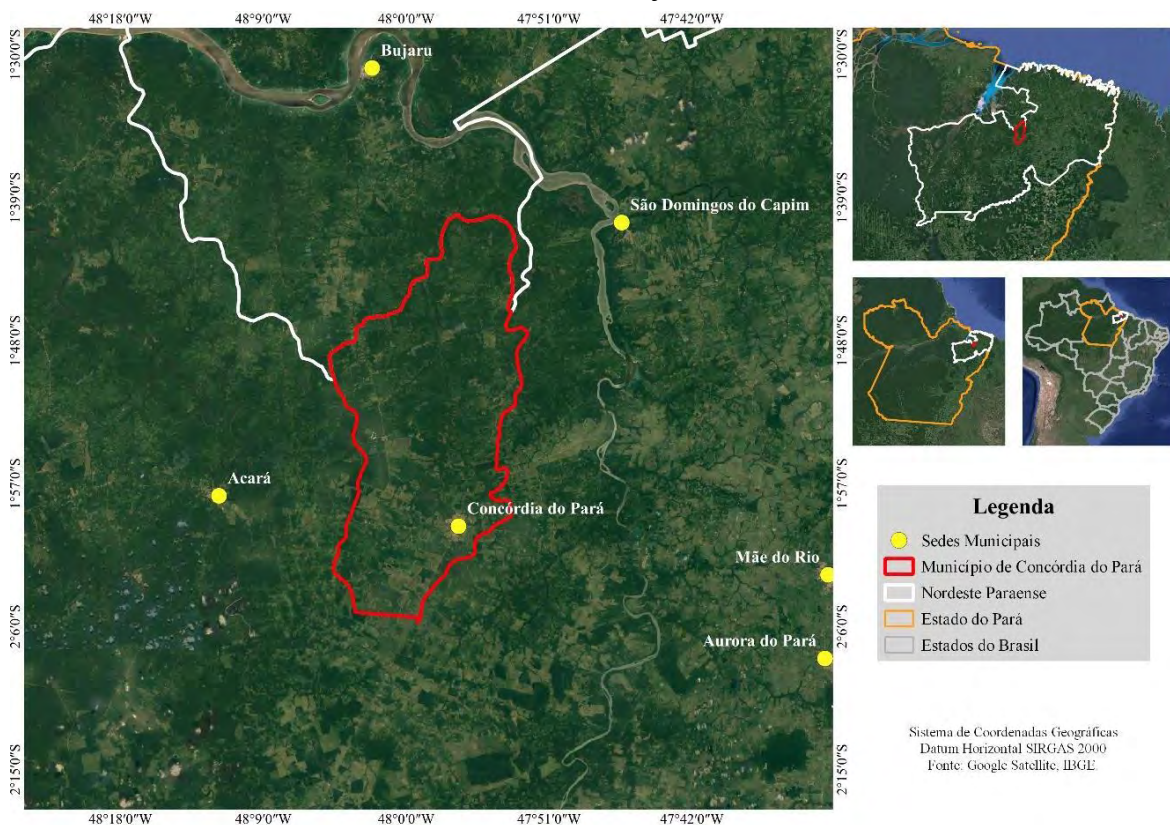 48°18'0"W 48°9'0"W 48°0'0"W 47°51'0"W 47°42'0"W
1°30'0"S
1°39'0"S
1°48'0"S
1°57'0"S
2°6'0"S
2°15'0"S
Bujaru
São Domingos do Capim
Acará
Concórdia do Pará
Mãe do Rio
Aurora do Pará
1°30'0"S
1°39'0"S
1°48'0"S
1°57'0"S
2°6'0"S
2°15'0"S
48°18'0"W 48°9'0"W 48°0'0"W 47°51'0"W 47°42'0"W
Legenda
Sedes Municipais
Município de Concórdia do Pará
Nordeste Paraense
Estado do Pará
Estados do Brasil
Sistema de Coordenadas Geográficas
Datum Horizontal SIRGAS 2000
Fonte: Google Satellite, IBGE.